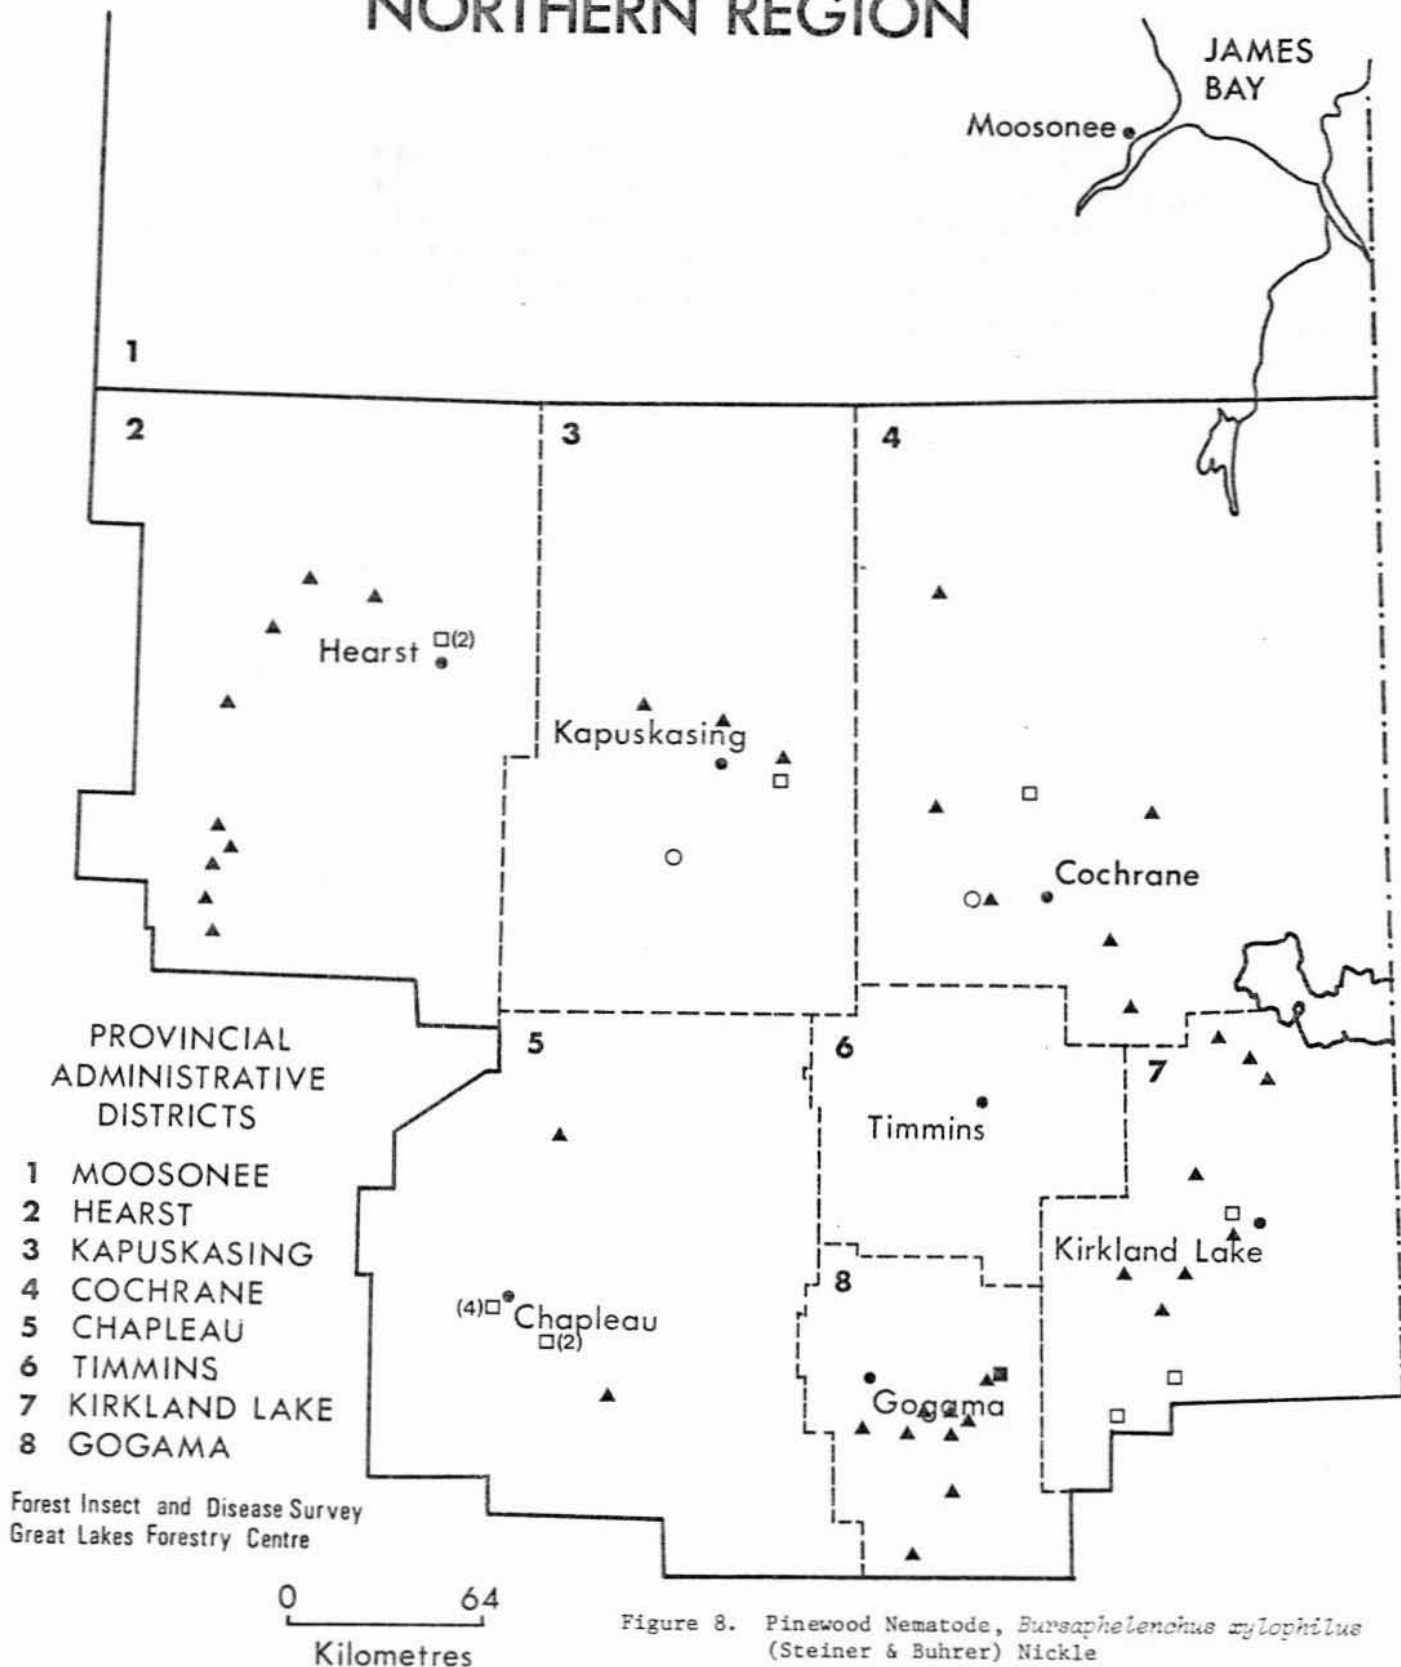 NORTHERN REGION
JAMES
BAY
Moosonee
1
2
3
4
Hearst
(2)
Kapuskasing
Cochrane
5
6
7
Timmins
PROVINCIAL
ADMINISTRATIVE
DISTRICTS
1 MOOSONEE
2 HEARST
3 KAPUSKASING
4 COCHRANE
5 CHAPLEAU
6 TIMMINS
7 KIRKLAND LAKE
8 GOGAMA
Kirkland Lake
8
(4)
Chapleau
(2)
Gogama
Forest Insect and Disease Survey
Great Lakes Forestry Centre
0 64
Kilometres
Figure 8. Pinewood Nematode, Bursaphelenchus xylophilus
(Steiner & Buhrer) Nickle